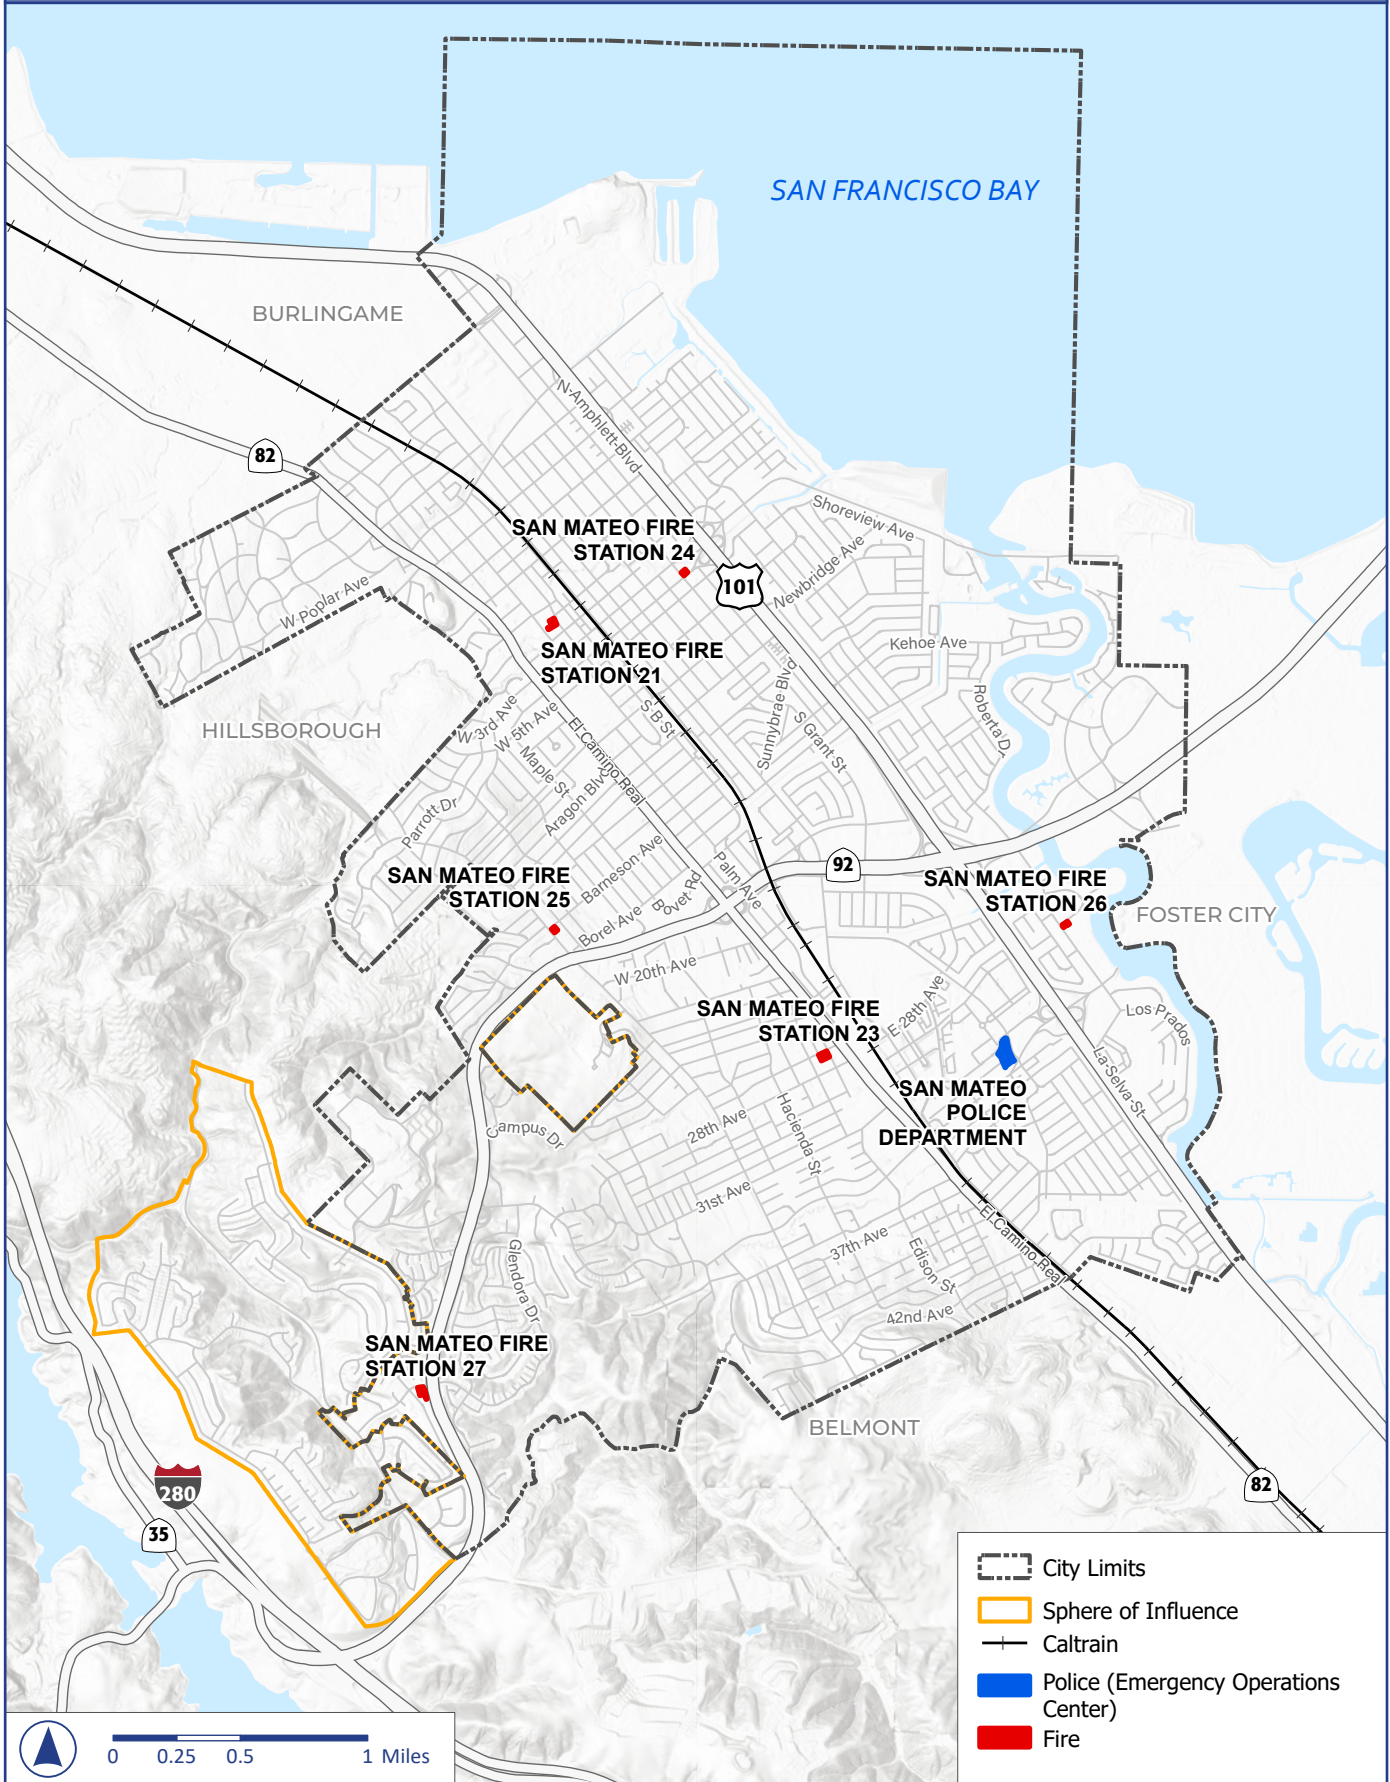 SAN FRANCISCO BAY
BURLINGAME
N Amphlett Blvd
82
Shoreview Ave
SAN MATEO FIRE
STATION 24
Newbridge Ave
101
W Poplar Ave
SAN MATEO FIRE
STATION 21
Kehoe Ave
HILLSBOROUGH
W 3rd Ave
W 5th Ave
S B St
Sunnybrae Blvd
S Grant St
Roberta Dr
El Camino Real
Maple St
Aragon Blvd
Parrott Dr
Barneson Ave
Palm Ave
92
SAN MATEO FIRE
STATION 25
Bovet Rd
Borel Ave
SAN MATEO FIRE
STATION 26
FOSTER CITY
W 20th Ave
SAN MATEO FIRE
STATION 23
E 28th Ave
Los Prados
La Selva St
SAN MATEO
POLICE
DEPARTMENT
Campus Dr
28th Ave
Hacienda St
31st Ave
37th Ave
Edison St
El Camino Real
Glendora Dr
42nd Ave
SAN MATEO FIRE
STATION 27
BELMONT
280
35
82
City Limits
Sphere of Influence
Caltrain
Police (Emergency Operations
Center)
Fire
0 0.25 0.5 1 Miles